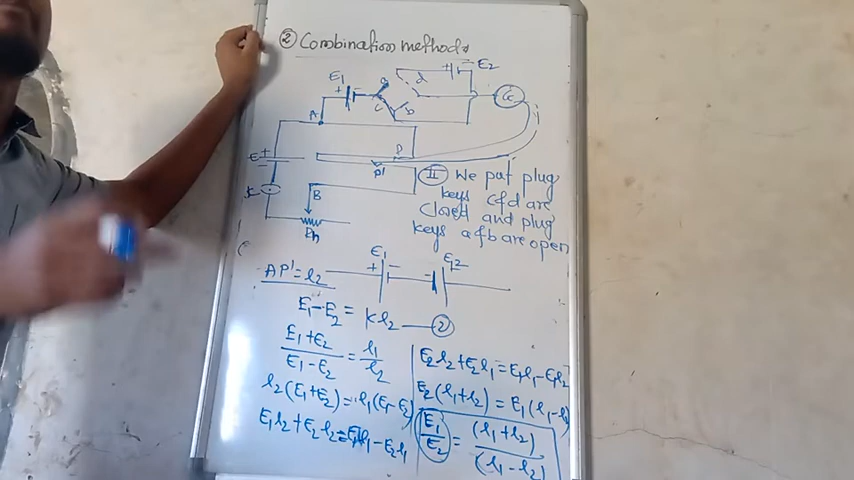 ② Combination method
E1
+ -
a
c
b
d
+ - E2
G
A
E + -
K
P
P'
B
Rh
Ⅱ We put plug
keys c&d are
closed and plug
keys a&b are open
AP' = l2
E1
+ -
E2
E1 - E2 = Kl2 — ②
E1+E2 / E1-E2 = l1 / l2
l2(E1+E2) = l1(E1-E2)
E1l2 + E2l2 = E1l1 - E2l1
E2l2 + E2l1 = E1l1 - E1l2
E2(l1+l2) = E1(l1-l2)
E1 / E2 = (l1+l2) / (l1-l2)